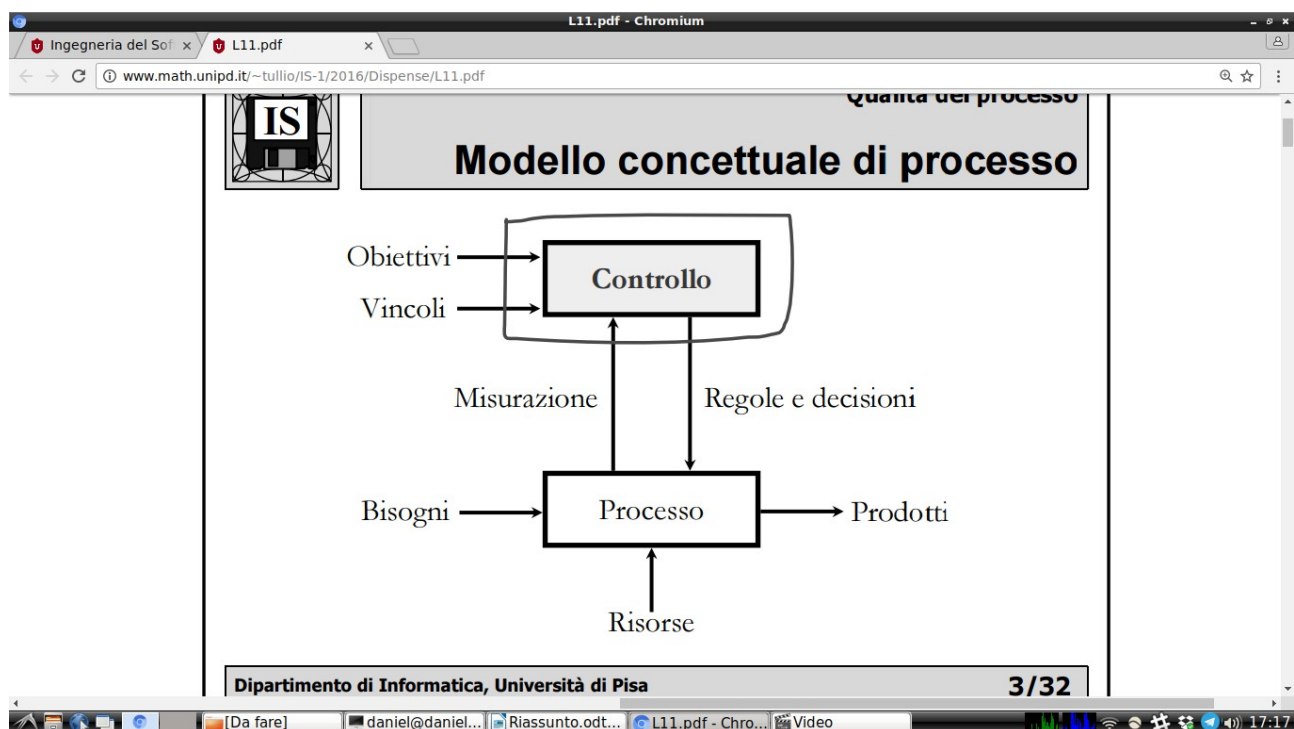 L11.pdf - Chromium
Ingegneria del Sof
L11.pdf
www.math.unipd.it/~tullio/IS-1/2016/Dispense/L11.pdf
IS
Qualità del processo
Modello concettuale di processo
Obiettivi
Controllo
Vincoli
Misurazione
Regole e decisioni
Bisogni
Processo
Prodotti
Risorse
Dipartimento di Informatica, Università di Pisa
3/32
[Da fare]
daniel@daniel...
Riassunto.odt...
L11.pdf - Chro...
Video
17:17